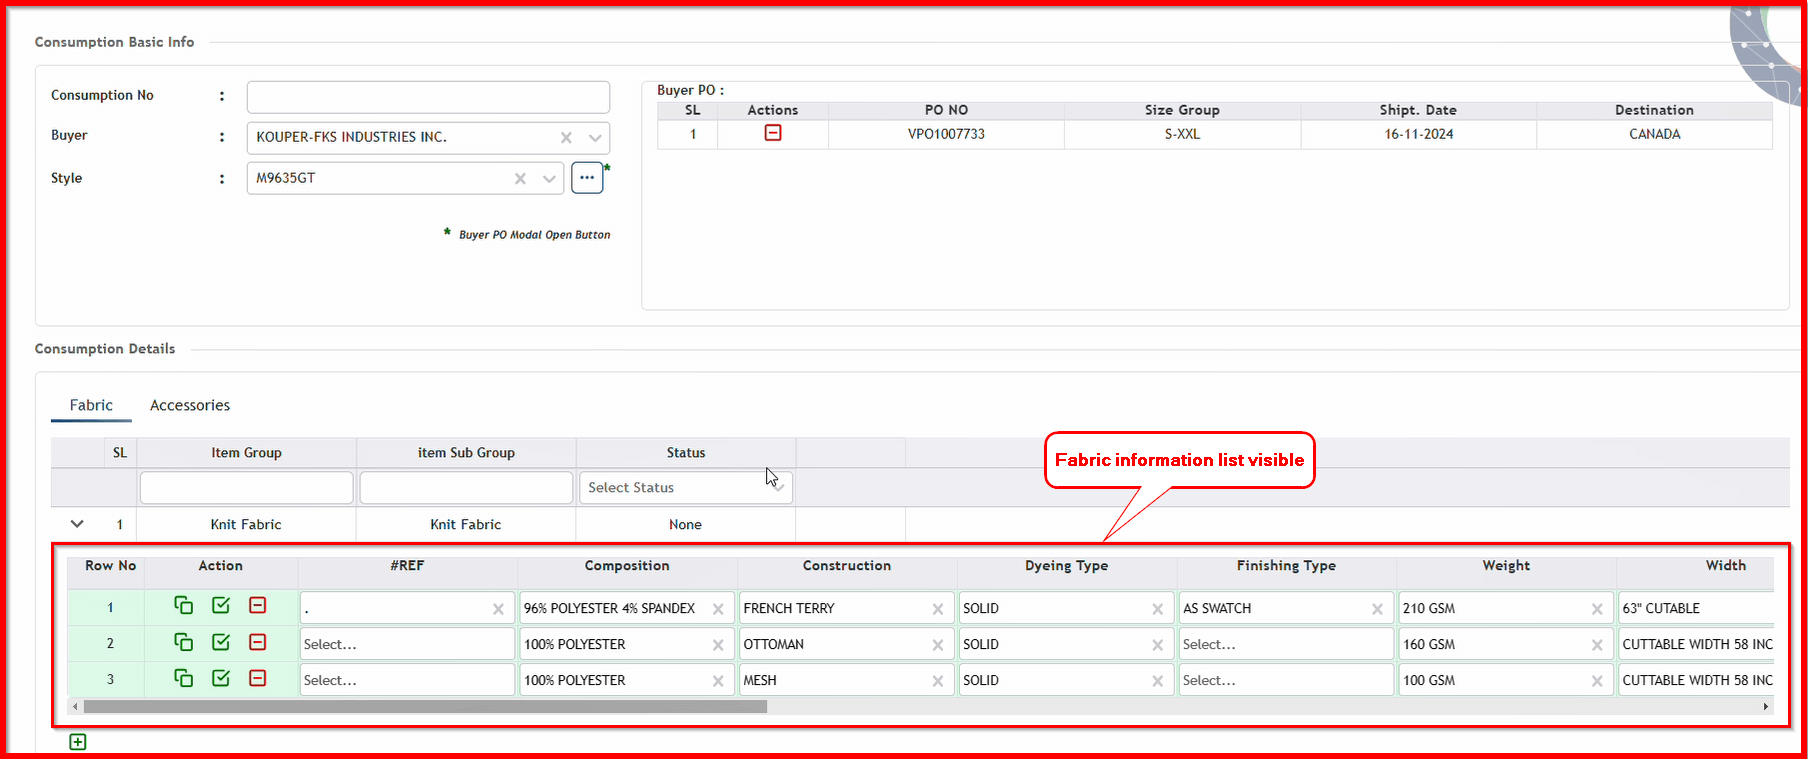 Consumption Basic Info
Consumption No :
Buyer : KOUPER-FKS INDUSTRIES INC.
Style : M9635GT ... *
* Buyer PO Modal Open Button
Buyer PO :
SL Actions PO NO Size Group Shipt. Date Destination
1 VPO1007733 S-XXL 16-11-2024 CANADA
Consumption Details
Fabric Accessories
SL Item Group item Sub Group Status
Select Status
1 Knit Fabric Knit Fabric None
Fabric information list visible
Row No Action #REF Composition Construction Dyeing Type Finishing Type Weight Width
1 . 96% POLYESTER 4% SPANDEX FRENCH TERRY SOLID AS SWATCH 210 GSM 63" CUTABLE
2 Select... 100% POLYESTER OTTOMAN SOLID Select... 160 GSM CUTTABLE WIDTH 58 INC
3 Select... 100% POLYESTER MESH SOLID Select... 100 GSM CUTTABLE WIDTH 58 INC